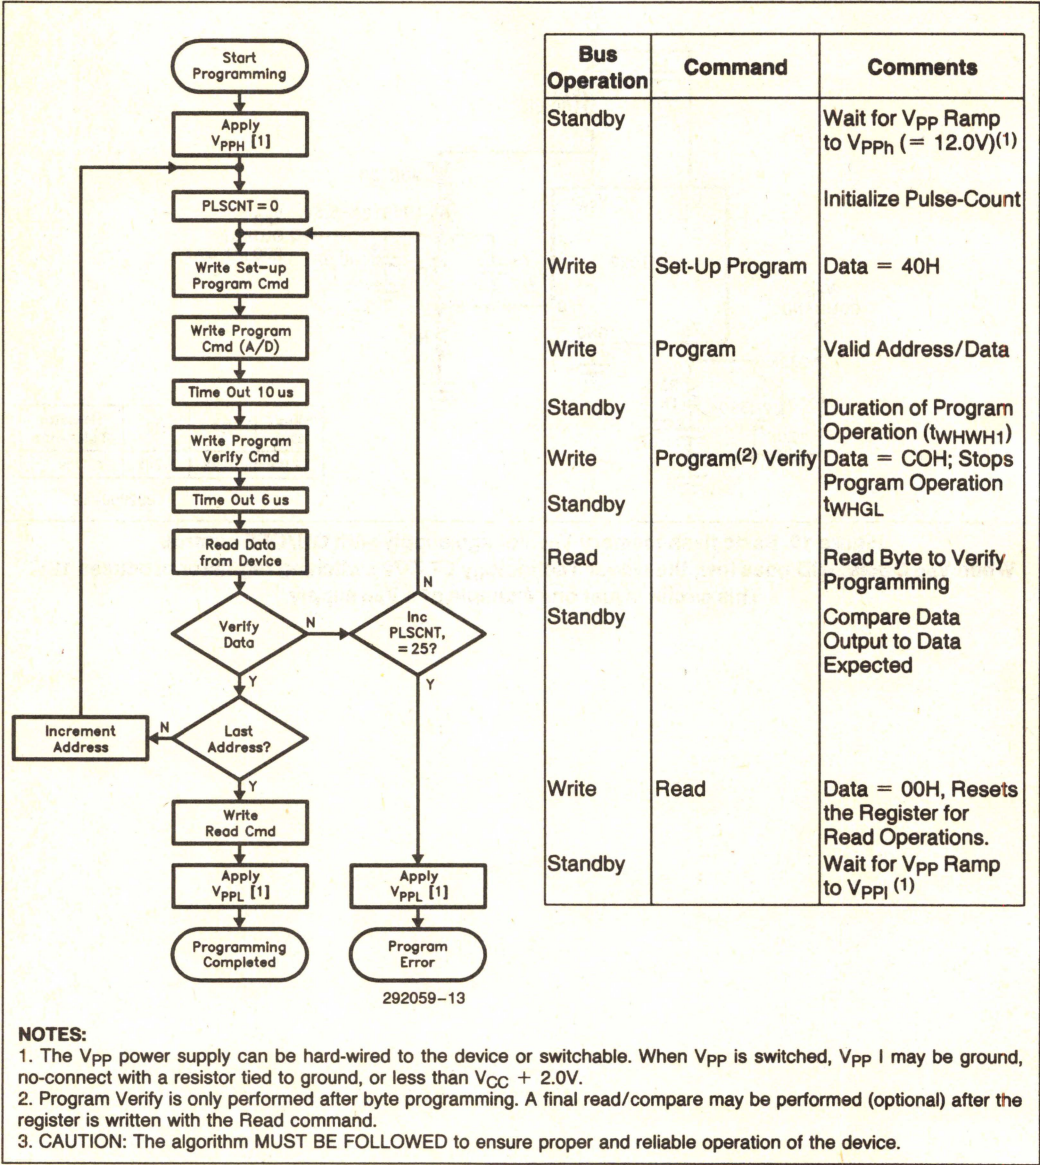 Start
Programming
Apply
VPPH [1]
PLSCNT = 0
Write Set-up
Program Cmd
Write Program
Cmd (A/D)
Time Out 10 us
Write Program
Verify Cmd
Time Out 6 us
Read Data
from Device
Verify
Data
N
Y
Inc
PLSCNT,
= 25?
N
Y
Last
Address?
N
Y
Increment
Address
Write
Read Cmd
Apply
VPPL [1]
Programming
Completed
Apply
VPPL [1]
Program
Error
292059-13
Bus
Operation Command Comments
Standby Wait for VPP Ramp
to VPPh (= 12.0V)(1)
Initialize Pulse-Count
Write Set-Up Program Data = 40H
Write Program Valid Address/Data
Standby Duration of Program
Operation (tWHWH1)
Write Program(2) Verify Data = COH; Stops
Program Operation
Standby tWHGL
Read Read Byte to Verify
Programming
Standby Compare Data
Output to Data
Expected
Write Read Data = 00H, Resets
the Register for
Read Operations.
Standby Wait for VPP Ramp
to VPPl (1)
NOTES:
1. The VPP power supply can be hard-wired to the device or switchable. When VPP is switched, VPP l may be ground,
no-connect with a resistor tied to ground, or less than VCC + 2.0V.
2. Program Verify is only performed after byte programming. A final read/compare may be performed (optional) after the
register is written with the Read command.
3. CAUTION: The algorithm MUST BE FOLLOWED to ensure proper and reliable operation of the device.